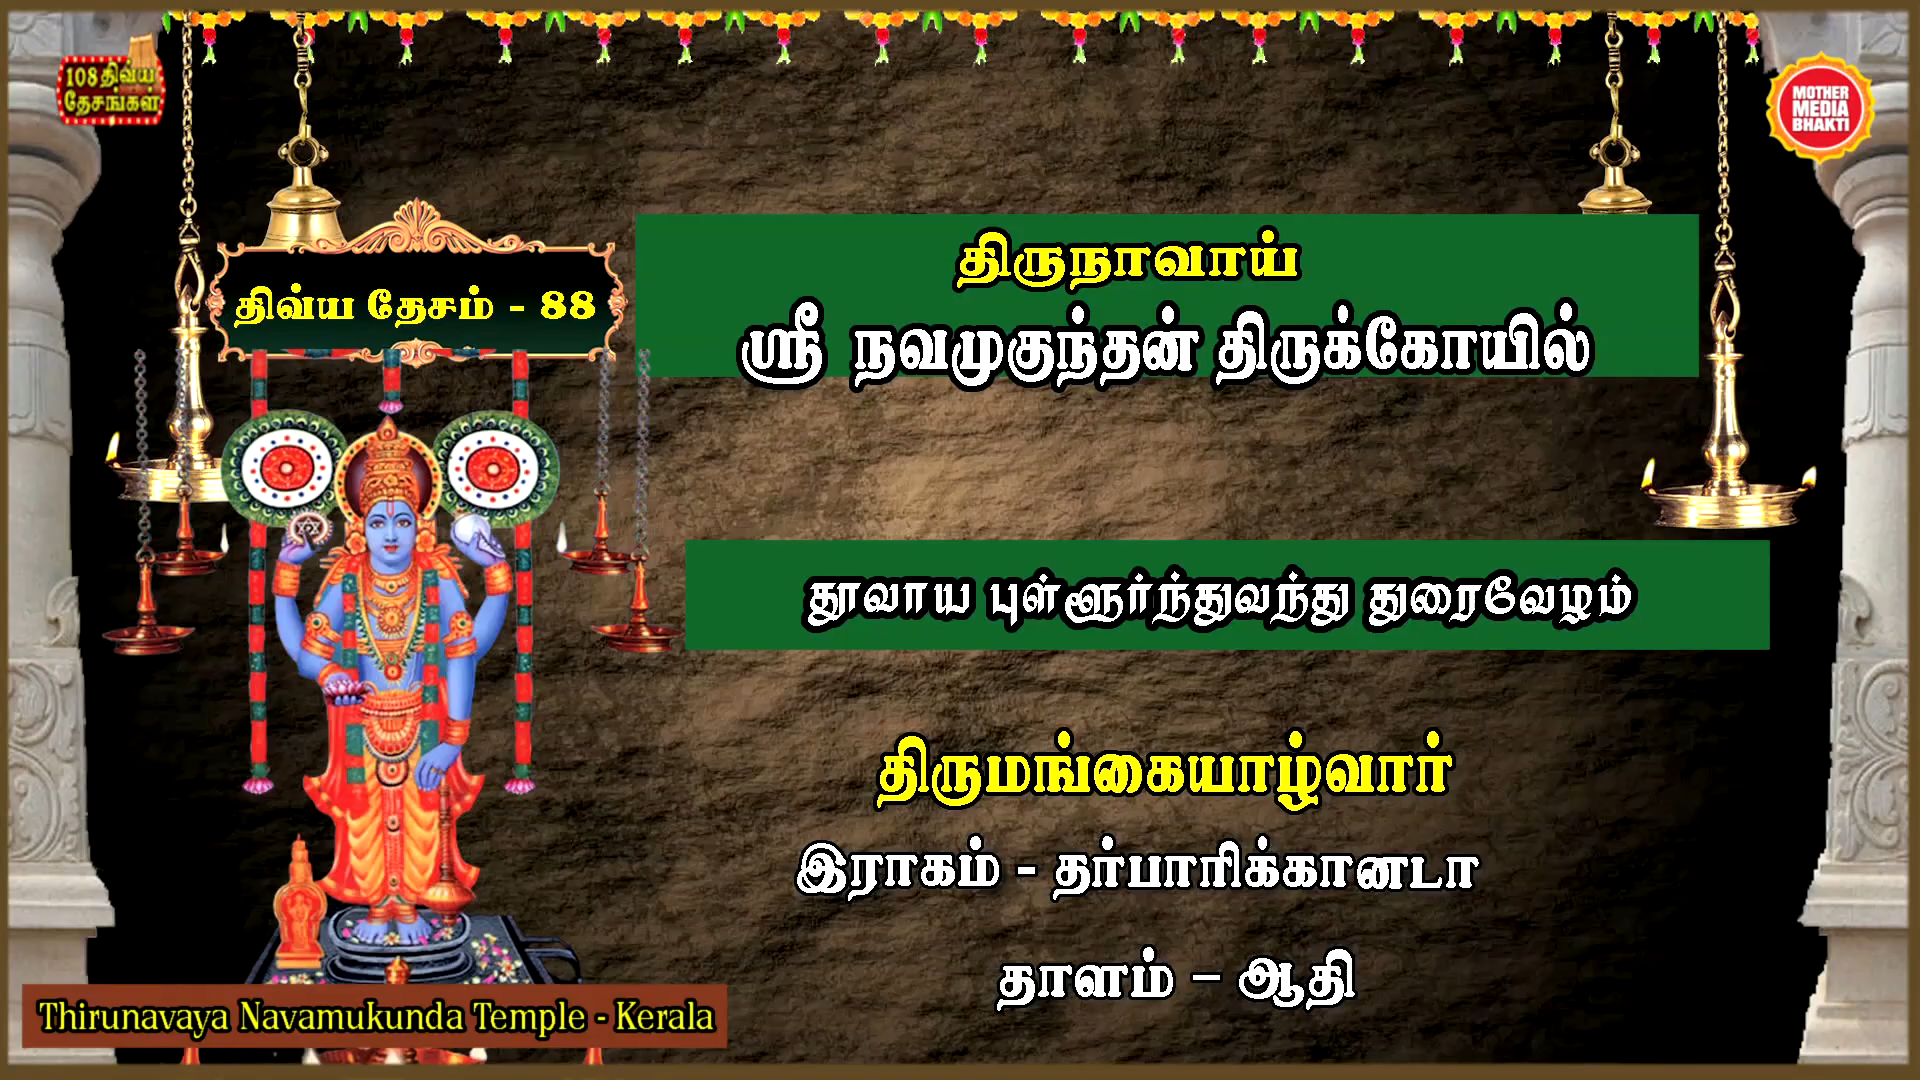 108 திவ்ய
தேசங்கள்
MOTHER
MEDIA
BHAKTI
திவ்ய தேசம் - 88
திருநாவாய்
ஸ்ரீ நவமுகுந்தன் திருக்கோயில்
தூவாய புள்ளூர்ந்துவந்து துரைவேழம்
திருமங்கையாழ்வார்
இராகம் - தர்பாரிக்கானடா
தாளம் – ஆதி
Thirunavaya Navamukunda Temple - Kerala